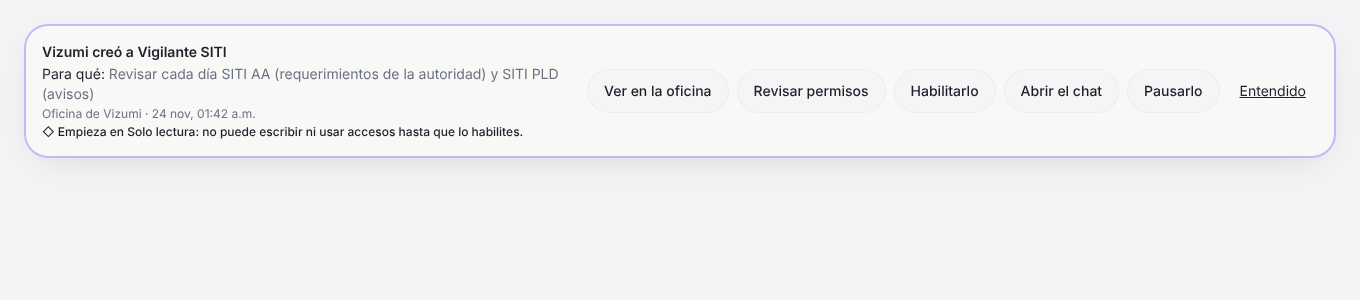 Vizumi creó a Vigilante SITI
Para qué: Revisar cada día SITI AA (requerimientos de la autoridad) y SITI PLD
(avisos)
Oficina de Vizumi · 24 nov, 01:42 a.m.
◇ Empieza en Solo lectura: no puede escribir ni usar accesos hasta que lo habilites.
Ver en la oficina
Revisar permisos
Habilitarlo
Abrir el chat
Pausarlo
Entendido